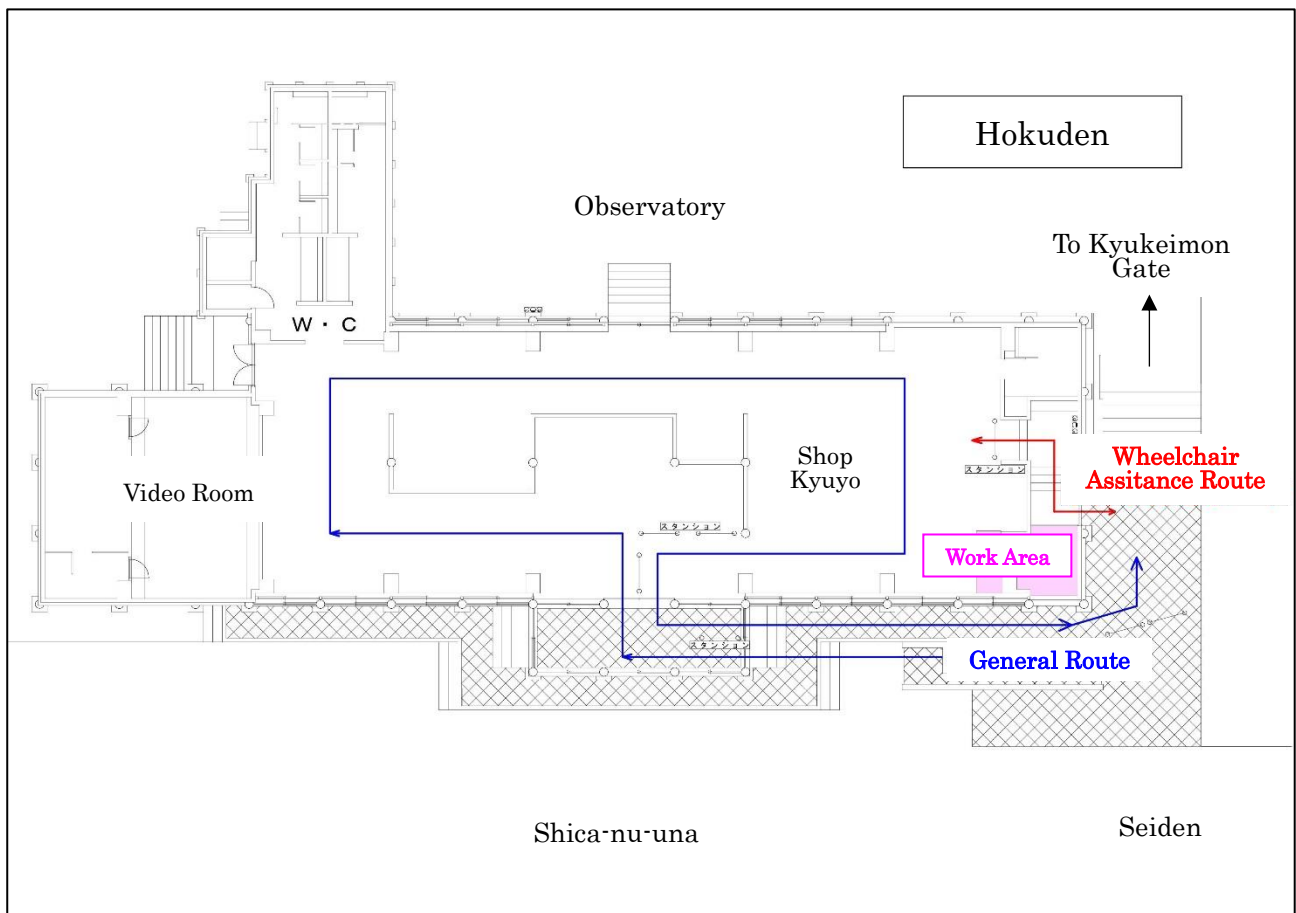 Hokuden
Observatory
To Kyukeimon
Gate
W・C
Shop
Kyuyo
Video Room
Wheelchair
Assitance Route
スタンション
スタンション
Work Area
スタンション
General Route
Shica-nu-una
Seiden